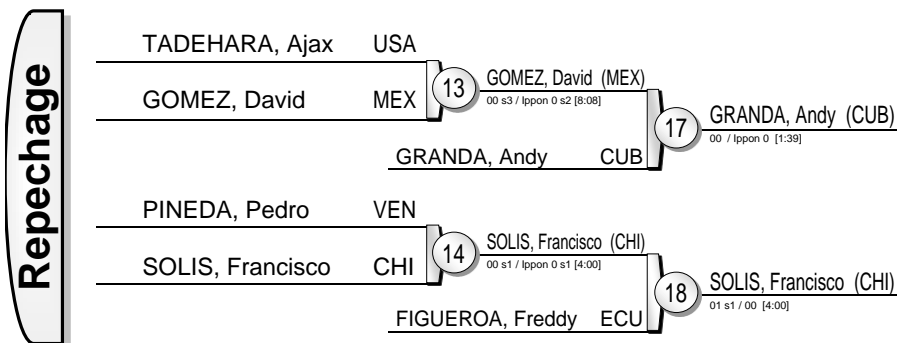 Repechage
TADEHARA, Ajax USA
GOMEZ, David MEX
13
GOMEZ, David (MEX)
00 s3 / Ippon 0 s2 [8:08]
GRANDA, Andy CUB
17
GRANDA, Andy (CUB)
00 / Ippon 0 [1:39]
PINEDA, Pedro VEN
SOLIS, Francisco CHI
14
SOLIS, Francisco (CHI)
00 s1 / Ippon 0 s1 [4:00]
FIGUEROA, Freddy ECU
18
SOLIS, Francisco (CHI)
01 s1 / 00 [4:00]